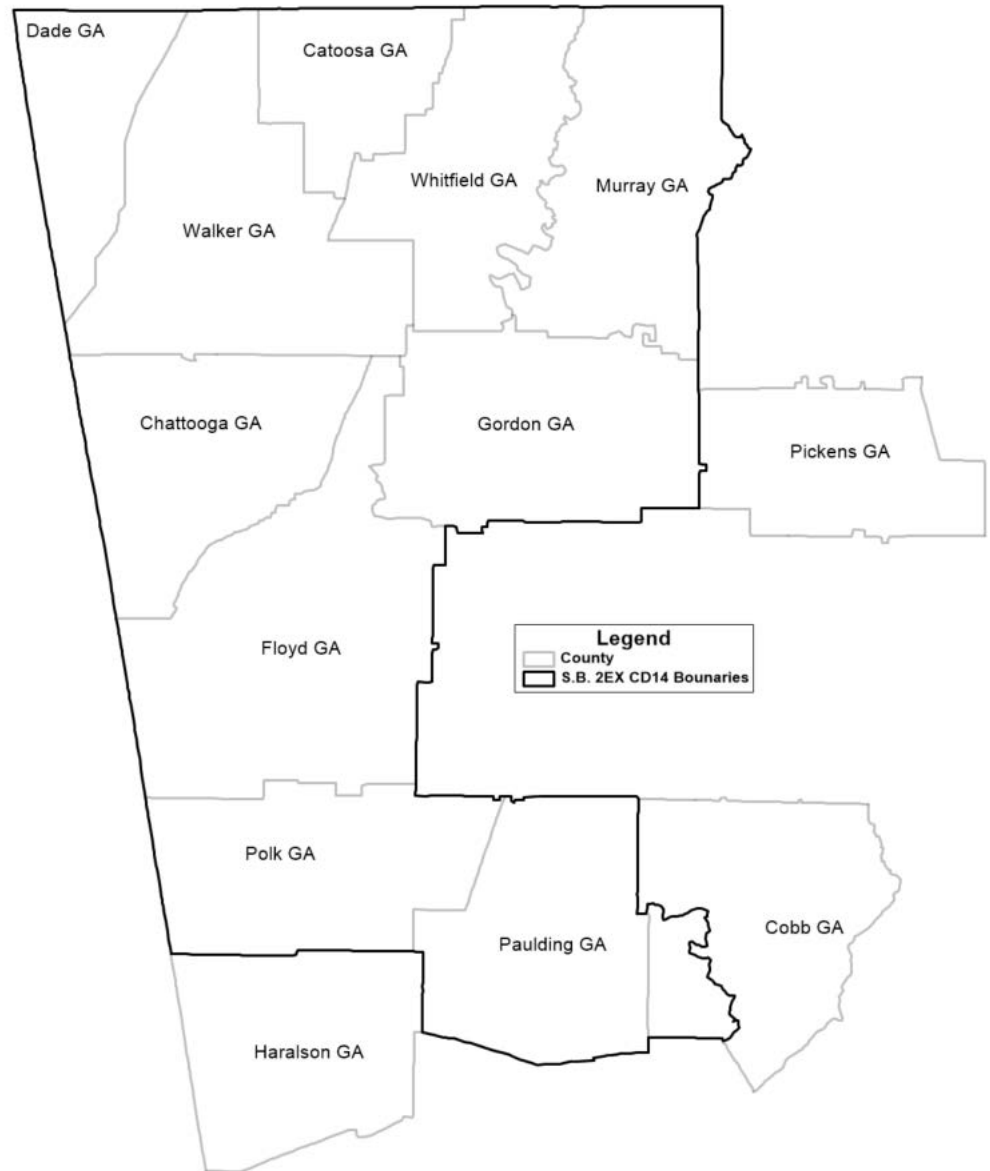 Dade GA
Catoosa GA
Whitfield GA
Murray GA
Walker GA
Chattooga GA
Gordon GA
Pickens GA
Floyd GA
Legend
County
S.B. 2EX CD14 Bounaries
Polk GA
Paulding GA
Cobb GA
Haralson GA